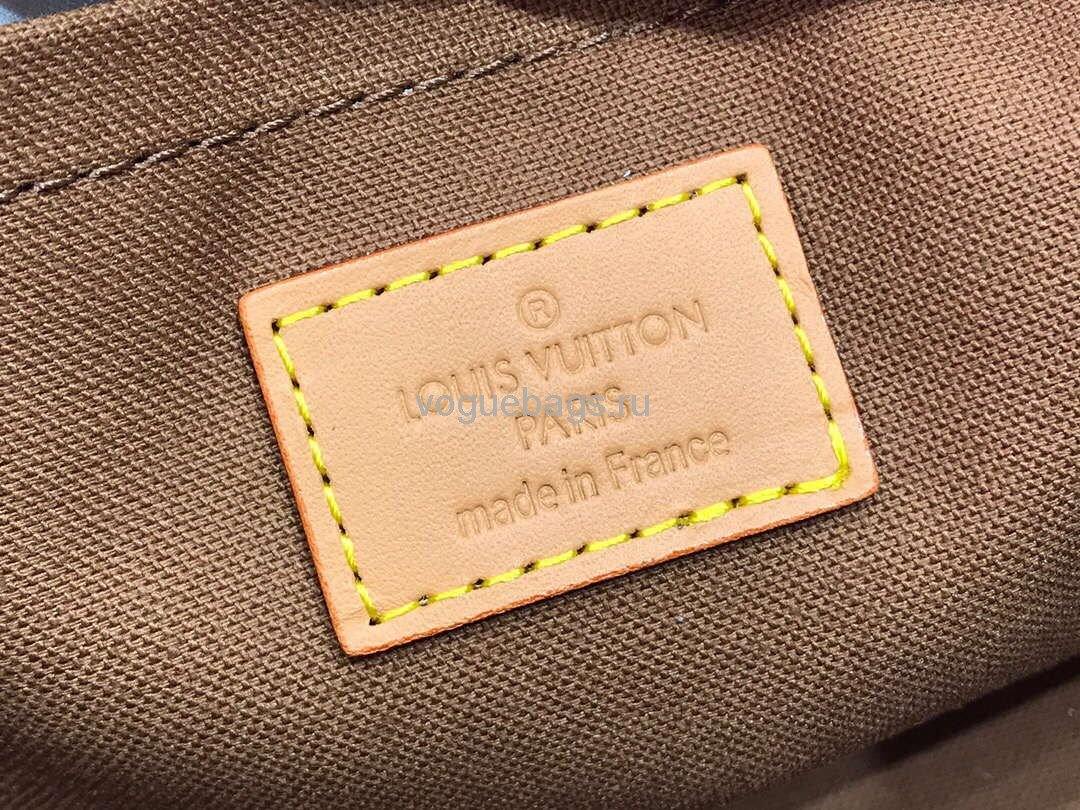 ®
LOUIS VUITTON
voguebags.ru
PARIS
made in France